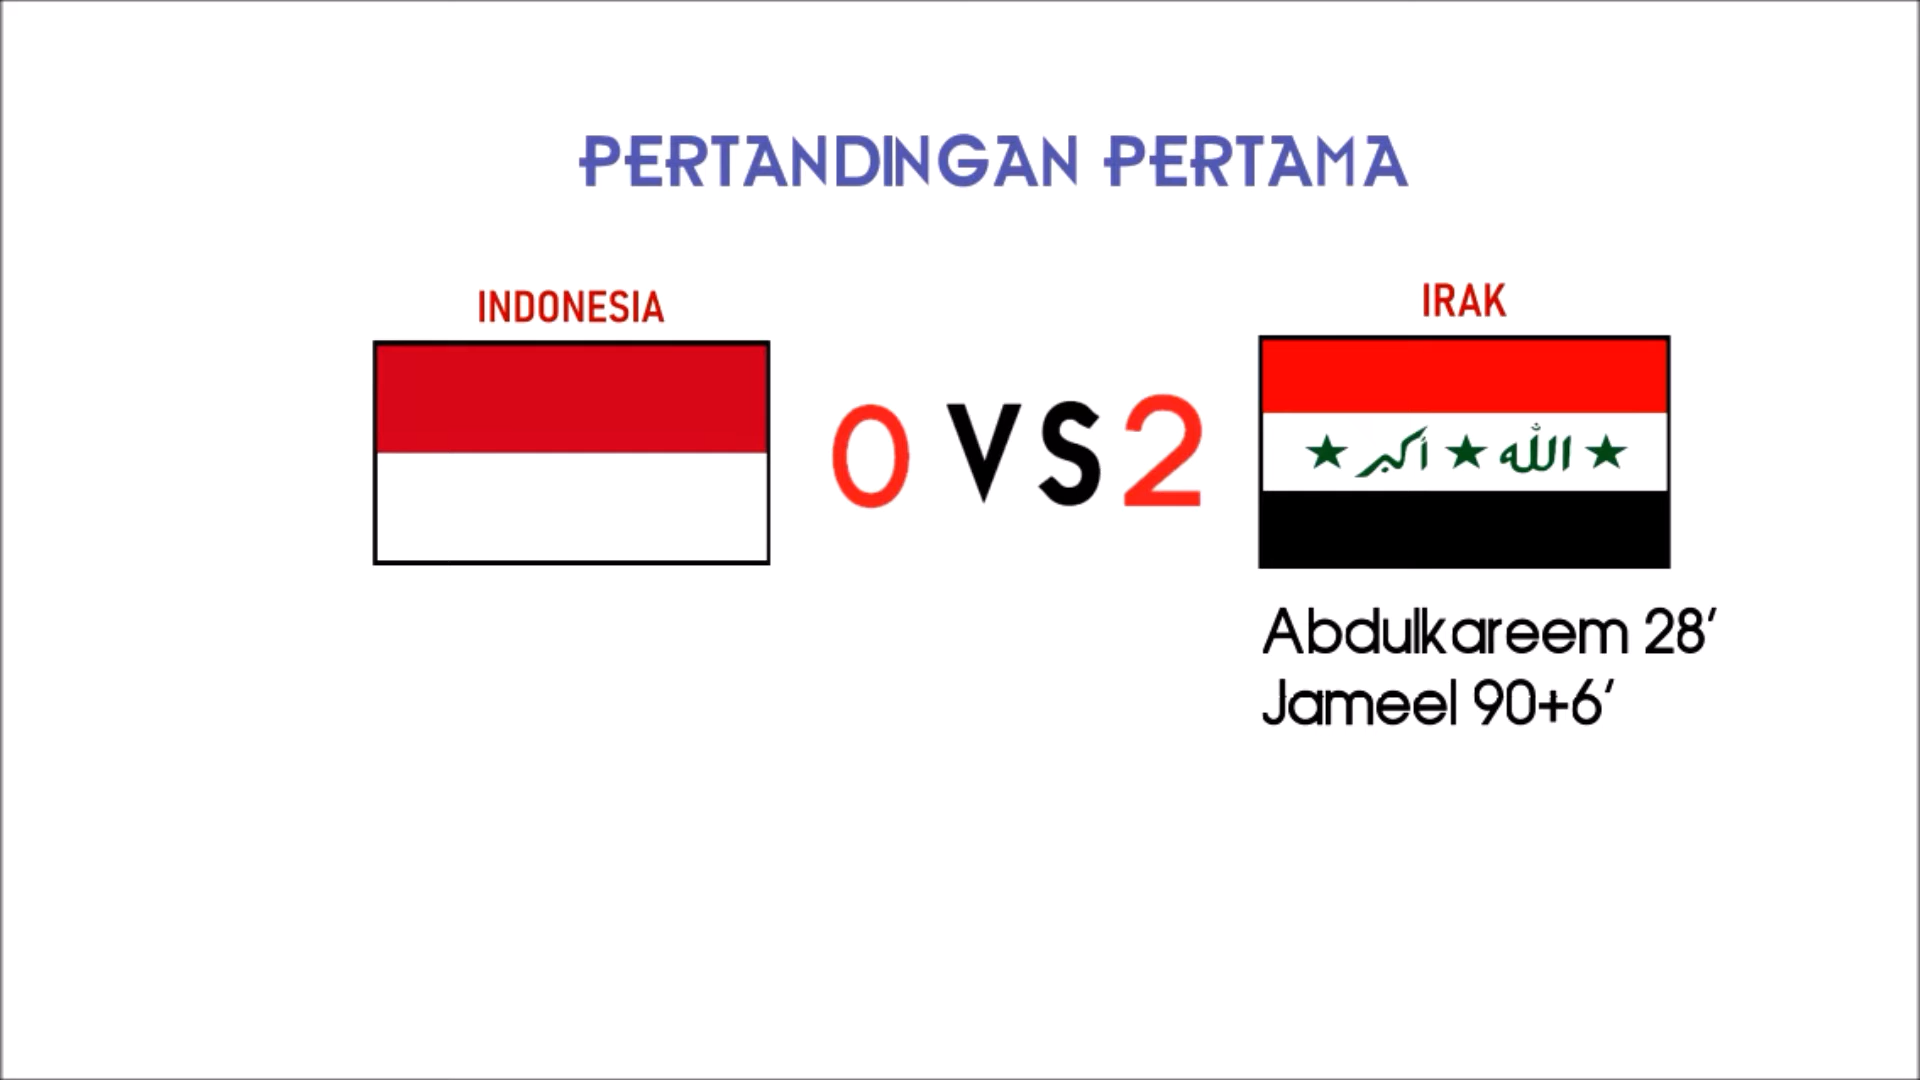 PERTANDINGAN PERTAMA
INDONESIA
IRAK
0 VS 2
الله أكبر
Abdulkareem 28'
Jameel 90+6'